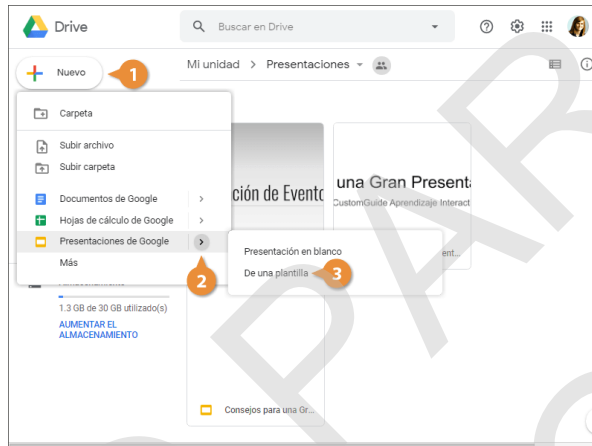 Drive
Buscar en Drive
Nuevo
1
Mi unidad > Presentaciones
Carpeta
Subir archivo
Subir carpeta
Documentos de Google
Hojas de cálculo de Google
Presentaciones de Google
Más
2
Presentación en blanco
De una plantilla
3
ción de Evento
una Gran Present
CustomGuide Aprendizaje Interact
ent...
1.3 GB de 30 GB utilizado(s)
AUMENTAR EL
ALMACENAMIENTO
Consejos para una Gr...